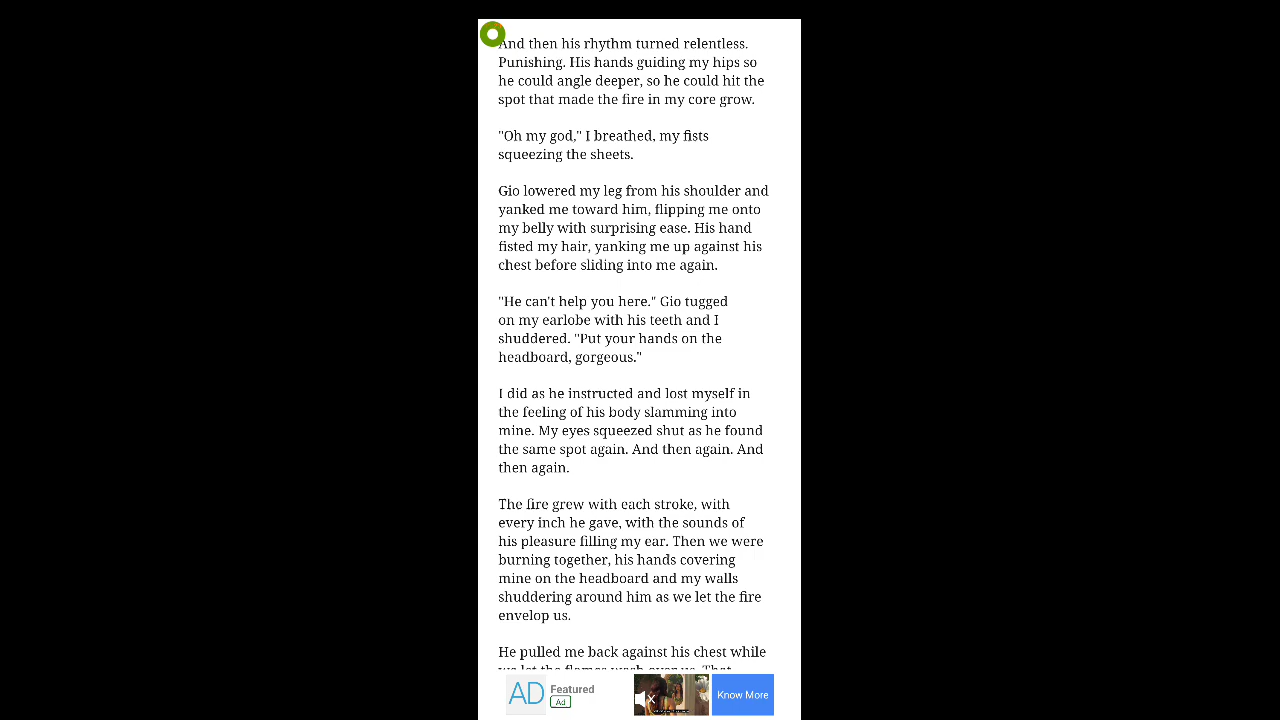 And then his rhythm turned relentless.
Punishing. His hands guiding my hips so
he could angle deeper, so he could hit the
spot that made the fire in my core grow.
"Oh my god," I breathed, my fists
squeezing the sheets.
Gio lowered my leg from his shoulder and
yanked me toward him, flipping me onto
my belly with surprising ease. His hand
fisted my hair, yanking me up against his
chest before sliding into me again.
"He can't help you here." Gio tugged
on my earlobe with his teeth and I
shuddered. "Put your hands on the
headboard, gorgeous."
I did as he instructed and lost myself in
the feeling of his body slamming into
mine. My eyes squeezed shut as he found
the same spot again. And then again. And
then again.
The fire grew with each stroke, with
every inch he gave, with the sounds of
his pleasure filling my ear. Then we were
burning together, his hands covering
mine on the headboard and my walls
shuddering around him as we let the fire
envelop us.
He pulled me back against his chest while
we let the flames wash over us. That
AD
Featured
Ad
Know More